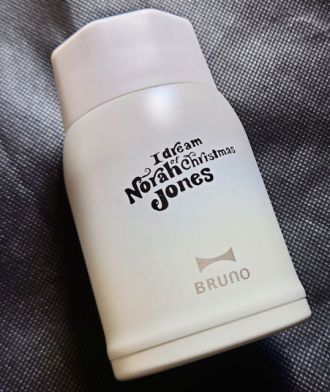 I dream
of
Norah Christmas
Jones
BRUNO